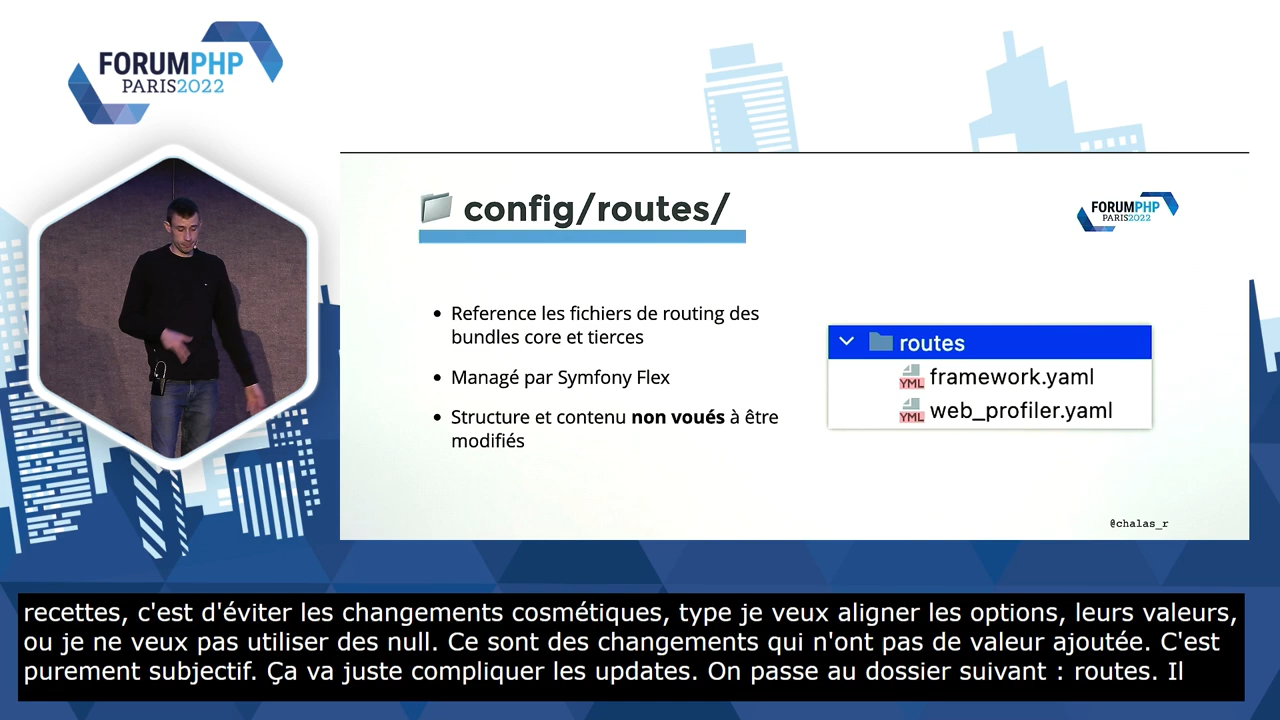 FORUMPHP
PARIS2022
config/routes/
FORUMPHP
PARIS2022
• Reference les fichiers de routing des
bundles core et tierces
• Managé par Symfony Flex
• Structure et contenu non voués à être
modifiés
routes
YML framework.yaml
YML web_profiler.yaml
@chalas_r
recettes, c'est d'éviter les changements cosmétiques, type je veux aligner les options, leurs valeurs,
ou je ne veux pas utiliser des null. Ce sont des changements qui n'ont pas de valeur ajoutée. C'est
purement subjectif. Ça va juste compliquer les updates. On passe au dossier suivant : routes. Il